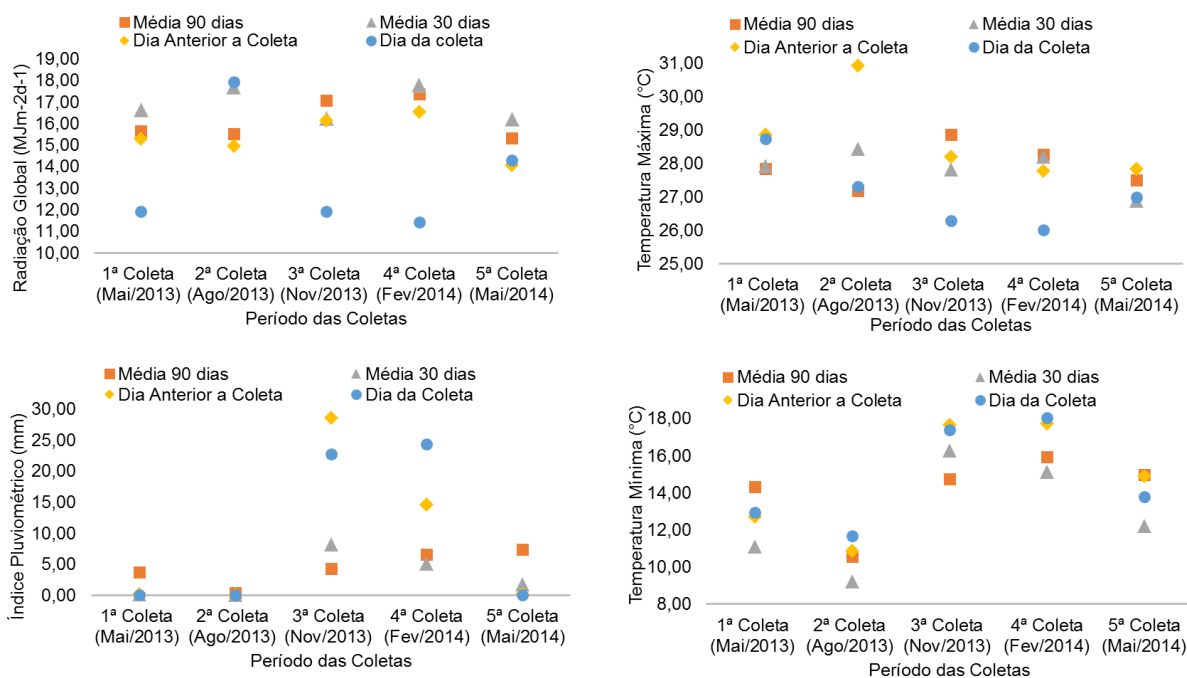 Média 90 dias
Média 30 dias
Dia Anterior a Coleta
Dia da coleta
Radiação Global (MJm-2d-1)
19,00
18,00
17,00
16,00
15,00
14,00
13,00
12,00
11,00
10,00
1ª Coleta 2ª Coleta 3ª Coleta 4ª Coleta 5ª Coleta
(Mai/2013) (Ago/2013) (Nov/2013) (Fev/2014) (Mai/2014)
Período das Coletas
Média 90 dias
Média 30 dias
Dia Anterior a Coleta
Dia da Coleta
Temperatura Máxima (°C)
31,00
30,00
29,00
28,00
27,00
26,00
25,00
1ª Coleta 2ª Coleta 3ª Coleta 4ª Coleta 5ª Coleta
(Mai/2013) (Ago/2013) (Nov/2013) (Fev/2014) (Mai/2014)
Período das Coletas
Média 90 dias
Média 30 dias
Dia Anterior a Coleta
Dia da Coleta
Índice Pluviométrico (mm)
30,00
25,00
20,00
15,00
10,00
5,00
0,00
1ª Coleta 2ª Coleta 3ª Coleta 4ª Coleta 5ª Coleta
(Mai/2013) (Ago/2013) (Nov/2013) (Fev/2014) (Mai/2014)
Período das Coletas
Média 90 dias
Média 30 dias
Dia Anterior a Coleta
Dia da Coleta
Temperatura Mínima (°C)
18,00
16,00
14,00
12,00
10,00
8,00
1ª Coleta 2ª Coleta 3ª Coleta 4ª Coleta 5ª Coleta
(Mai/2013) (Ago/2013) (Nov/2013) (Fev/2014) (Mai/2014)
Período das Coletas